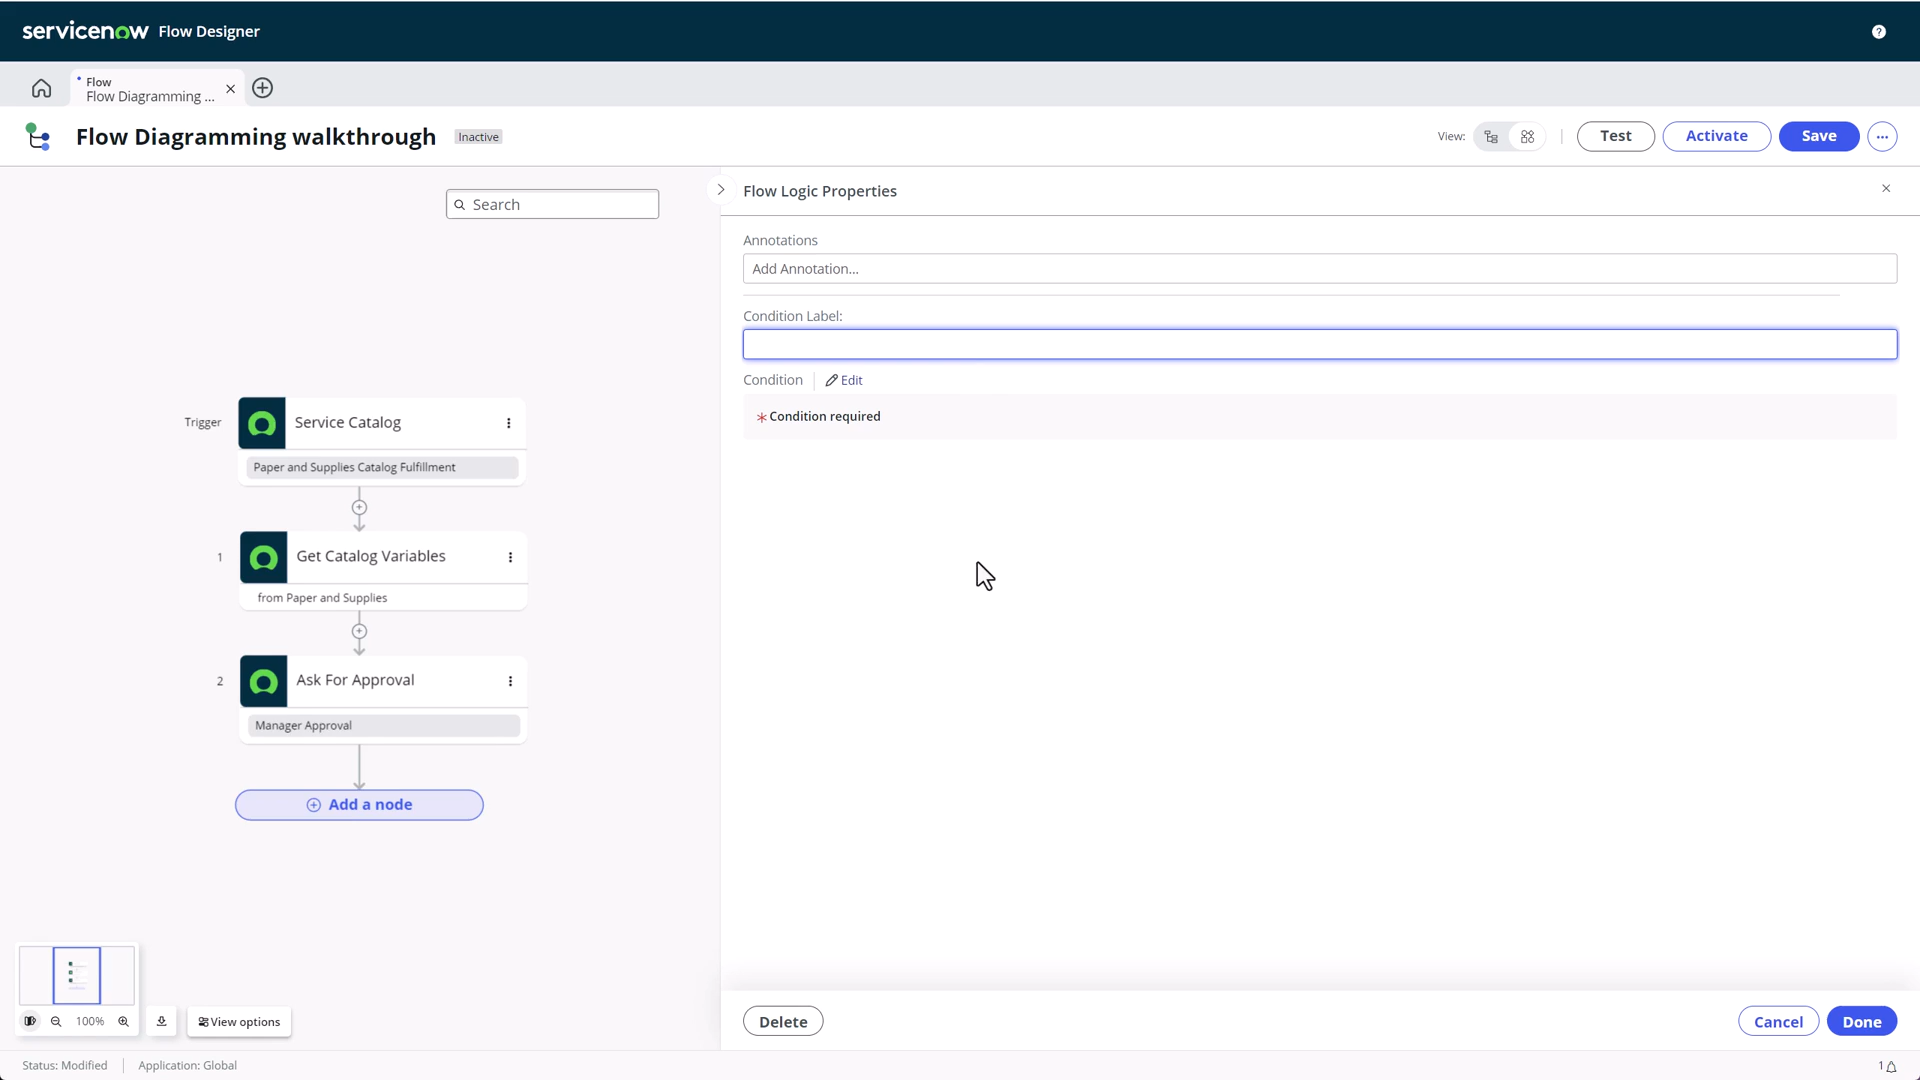 servicenow Flow Designer
Flow
Flow Diagramming ...
Flow Diagramming walkthrough
Inactive
View:
Test
Activate
Save
Search
Flow Logic Properties
Annotations
Add Annotation...
Condition Label:
Condition
Edit
Condition required
Trigger
Service Catalog
Paper and Supplies Catalog Fulfillment
1
Get Catalog Variables
from Paper and Supplies
2
Ask For Approval
Manager Approval
Add a node
100%
View options
Delete
Cancel
Done
Status: Modified
Application: Global
1